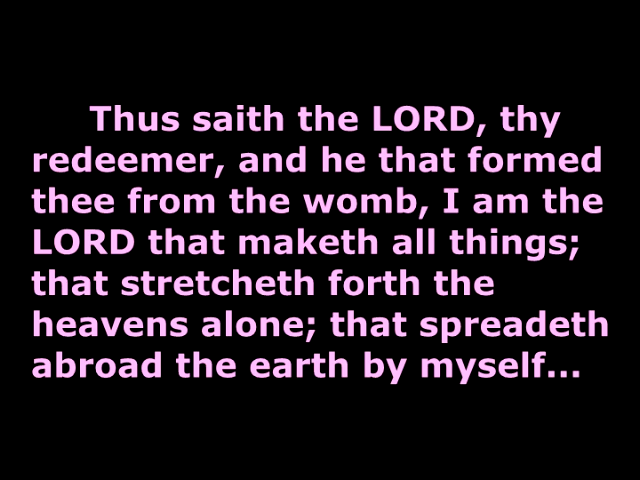 Thus saith the LORD, thy
redeemer, and he that formed
thee from the womb, I am the
LORD that maketh all things;
that stretcheth forth the
heavens alone; that spreadeth
abroad the earth by myself...